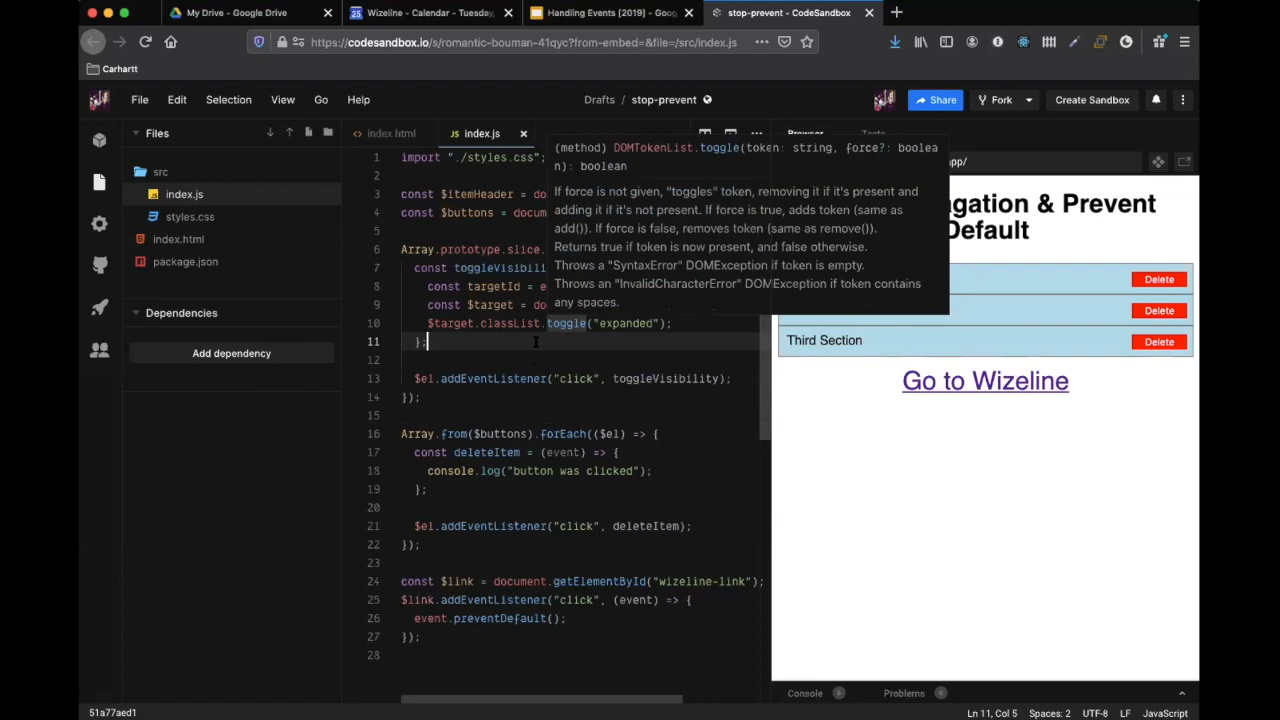 My Drive - Google Drive
Wizeline - Calendar - Tuesday,
Handling Events [2019] - Goog
stop-prevent - CodeSandbox
https://codesandbox.io/s/romantic-bouman-41qyc?from-embed=&file=/src/index.js
Carhartt
File Edit Selection View Go Help
Drafts / stop-prevent
Share
Fork
Create Sandbox
Files
index.html
index.js
Browser
Tests
src
index.js
styles.css
index.html
package.json
Dependencies
Add dependency
1 import "./styles.css";
2
3 const $itemHeader = do
4 const $buttons = docum
5
6 Array.prototype.slice.
7 const toggleVisibili
8 const targetId = e
9 const $target = do
10 $target.classList.toggle("expanded");
11 };
12
13 $el.addEventListener("click", toggleVisibility);
14 });
15
16 Array.from($buttons).forEach(($el) => {
17 const deleteItem = (event) => {
18 console.log("button was clicked");
19 };
20
21 $el.addEventListener("click", deleteItem);
22 });
23
24 const $link = document.getElementById("wizeline-link");
25 $link.addEventListener("click", (event) => {
26 event.preventDefault();
27 });
28
(method) DOMTokenList.toggle(token: string, force?: boolea
n): boolean
If force is not given, "toggles" token, removing it if it's present and
adding it if it's not present. If force is true, adds token (same as
add()). If force is false, removes token (same as remove()).
Returns true if token is now present, and false otherwise.
Throws a "SyntaxError" DOMException if token is empty.
Throws an "InvalidCharacterError" DOMException if token contains
any spaces.
app/
gation & Prevent
Default
Delete
Delete
Third Section
Delete
Go to Wizeline
Console 0
Problems 0
51a77aed1
Ln 11, Col 5 Spaces: 2 UTF-8 LF JavaScript